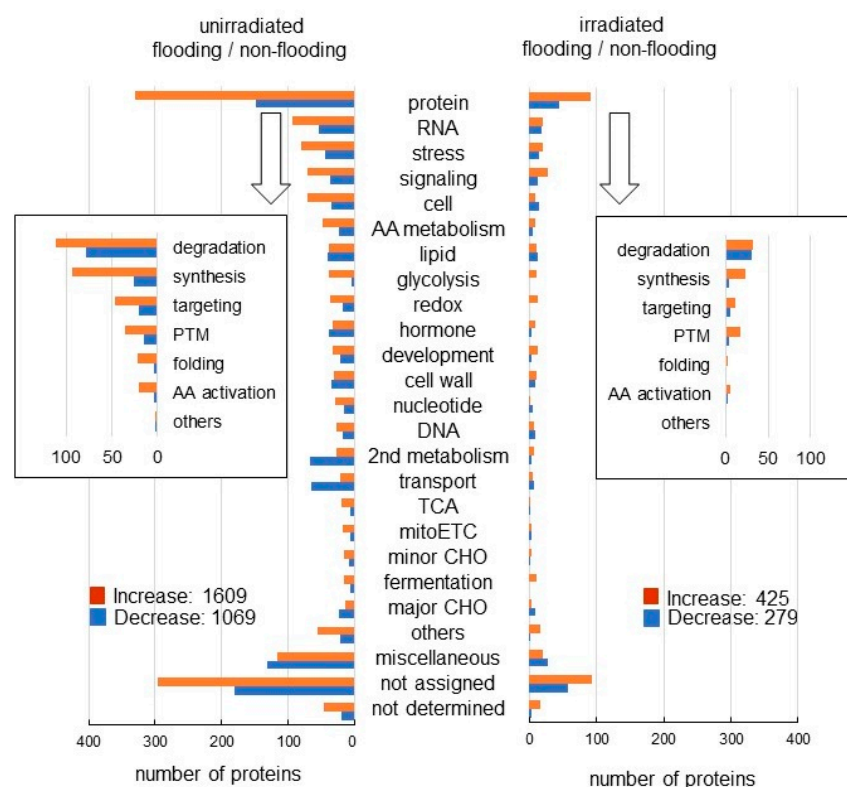 unirradiated
flooding / non-flooding
irradiated
flooding / non-flooding
protein
RNA
stress
signaling
cell
AA metabolism
lipid
glycolysis
redox
hormone
development
cell wall
nucleotide
DNA
2nd metabolism
transport
TCA
mitoETC
minor CHO
fermentation
major CHO
others
miscellaneous
not assigned
not determined
degradation
synthesis
targeting
PTM
folding
AA activation
others
100 50 0
degradation
synthesis
targeting
PTM
folding
AA activation
others
0 50 100
Increase: 1609
Decrease: 1069
Increase: 425
Decrease: 279
400 300 200 100 0
0 100 200 300 400
number of proteins
number of proteins